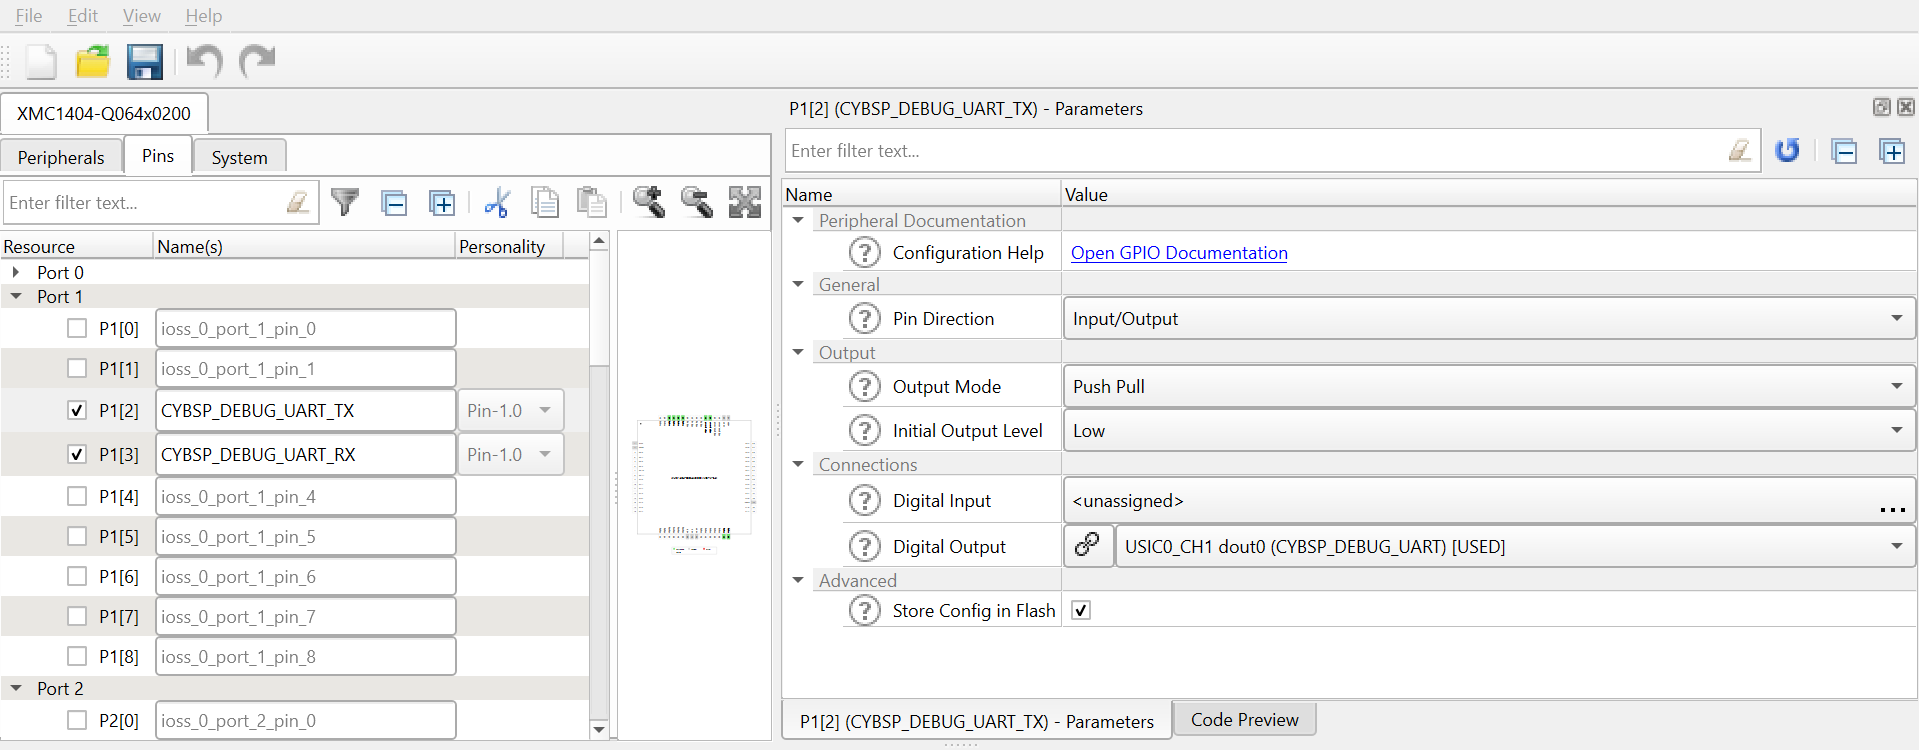 File Edit View Help
XMC1404-Q064x0200
Peripherals Pins System
Enter filter text...
Resource Name(s) Personality
Port 0
Port 1
P1[0] ioss_0_port_1_pin_0
P1[1] ioss_0_port_1_pin_1
P1[2] CYBSP_DEBUG_UART_TX Pin-1.0
P1[3] CYBSP_DEBUG_UART_RX Pin-1.0
P1[4] ioss_0_port_1_pin_4
P1[5] ioss_0_port_1_pin_5
P1[6] ioss_0_port_1_pin_6
P1[7] ioss_0_port_1_pin_7
P1[8] ioss_0_port_1_pin_8
Port 2
P2[0] ioss_0_port_2_pin_0
P1[2] (CYBSP_DEBUG_UART_TX) - Parameters
Enter filter text...
Name Value
Peripheral Documentation
Configuration Help Open GPIO Documentation
General
Pin Direction Input/Output
Output
Output Mode Push Pull
Initial Output Level Low
Connections
Digital Input <unassigned> ...
Digital Output USIC0_CH1 dout0 (CYBSP_DEBUG_UART) [USED]
Advanced
Store Config in Flash
P1[2] (CYBSP_DEBUG_UART_TX) - Parameters Code Preview